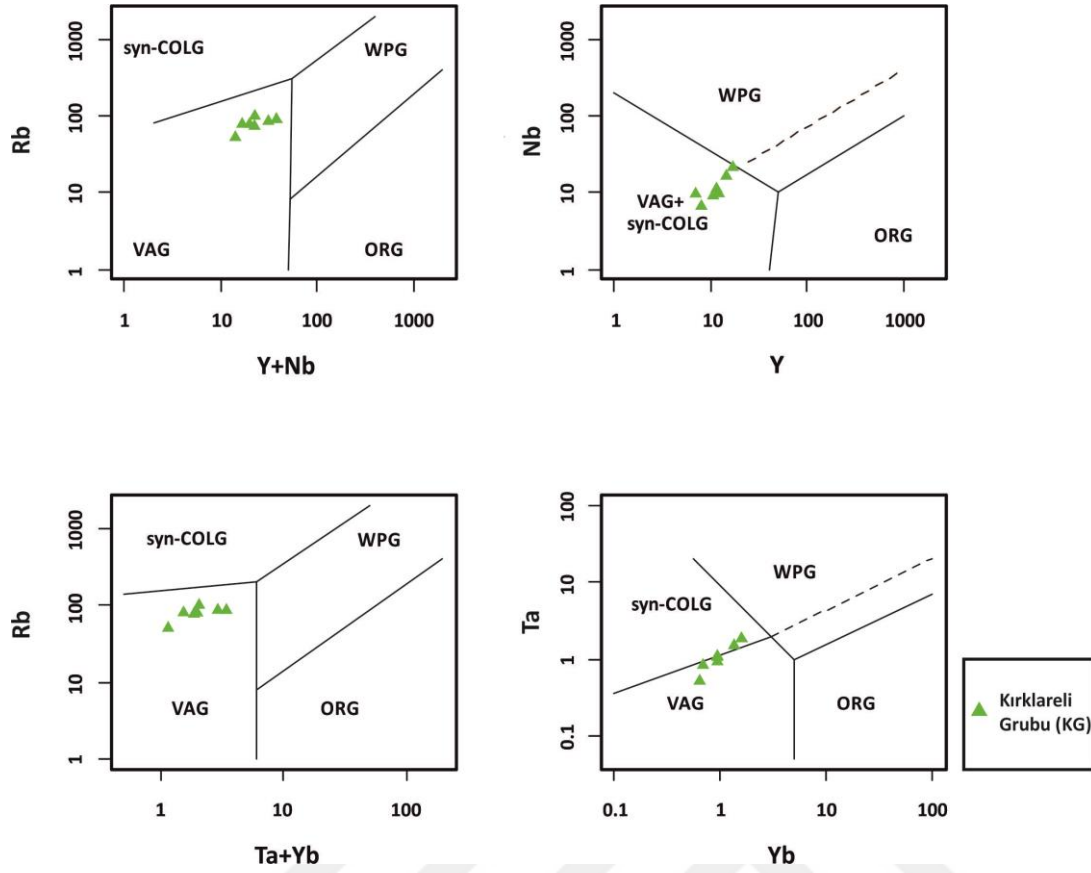 syn-COLG
WPG
VAG
ORG
Rb
1
10
100
1000
1
10
100
1000
Y+Nb
WPG
VAG+
syn-COLG
ORG
Nb
1
10
100
1000
1
10
100
1000
Y
syn-COLG
WPG
VAG
ORG
Rb
1
10
100
1000
1
10
100
Ta+Yb
WPG
syn-COLG
VAG
ORG
Ta
0.1
1
10
100
0.1
1
10
100
Yb
Kırklareli
Grubu (KG)